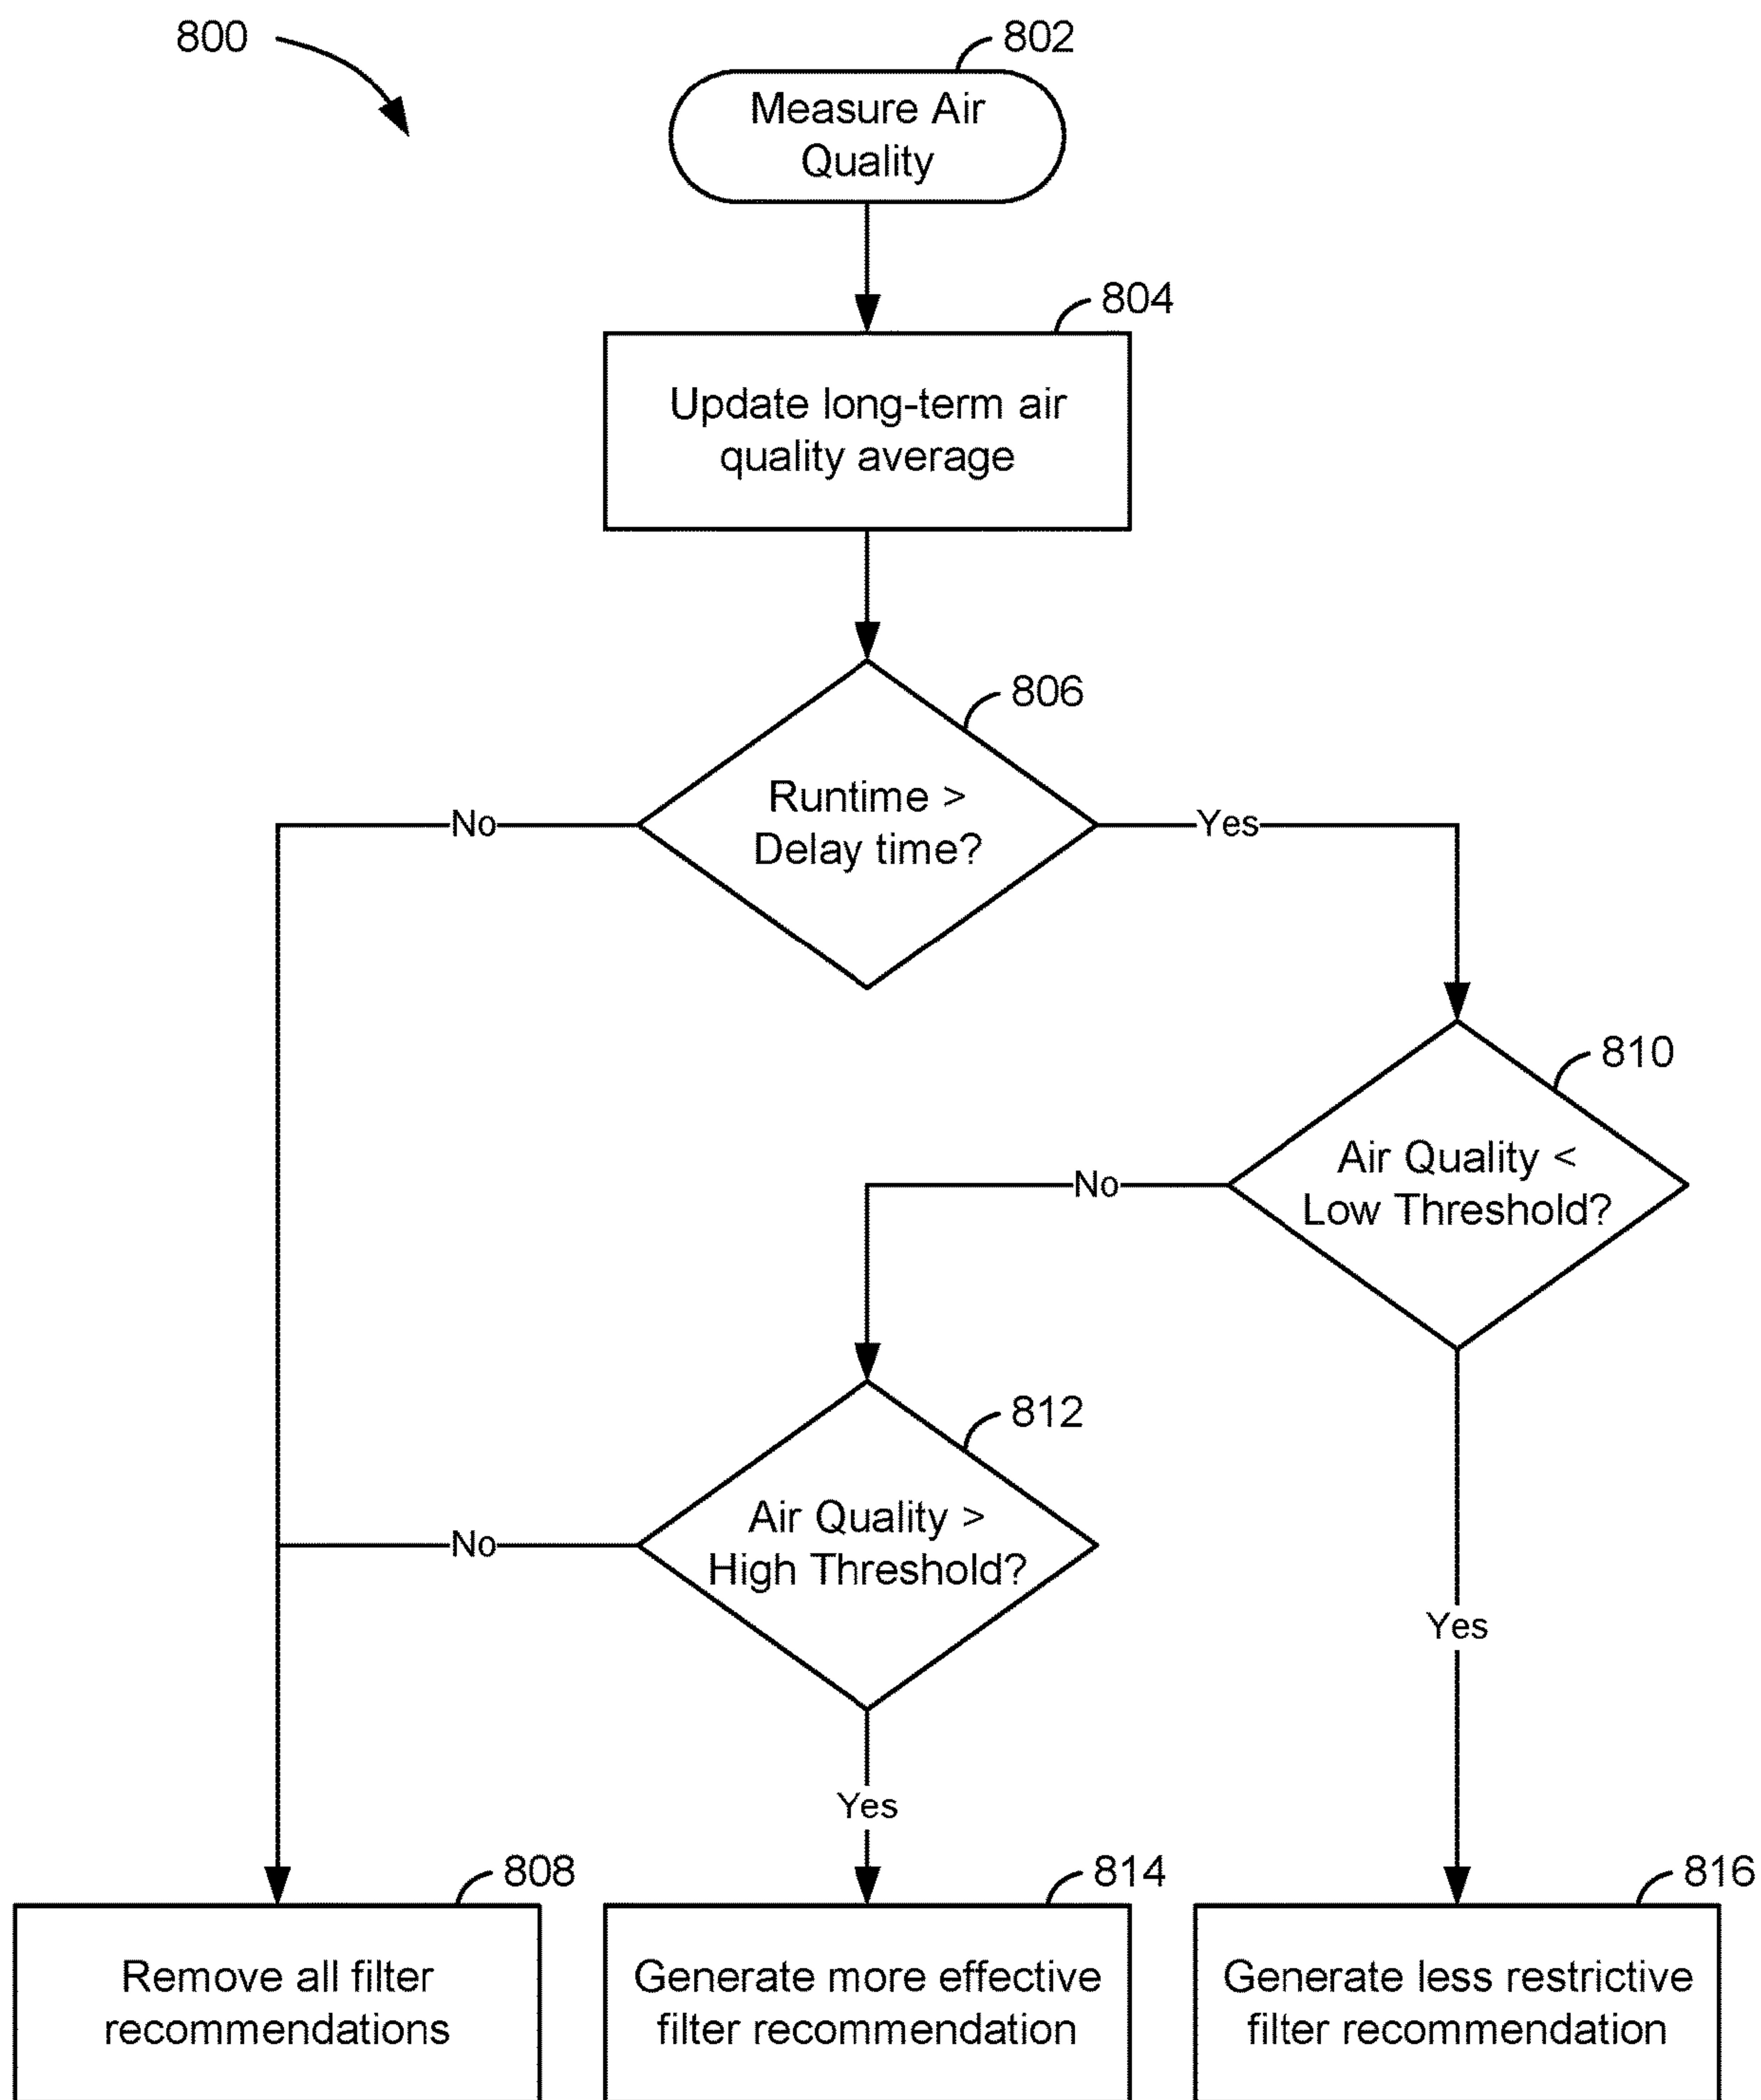 800
802
Measure Air
Quality
804
Update long-term air
quality average
806
Runtime >
Delay time?
No
Yes
810
Air Quality <
Low Threshold?
No
812
Air Quality >
High Threshold?
No
Yes
Yes
808
Remove all filter
recommendations
814
Generate more effective
filter recommendation
816
Generate less restrictive
filter recommendation